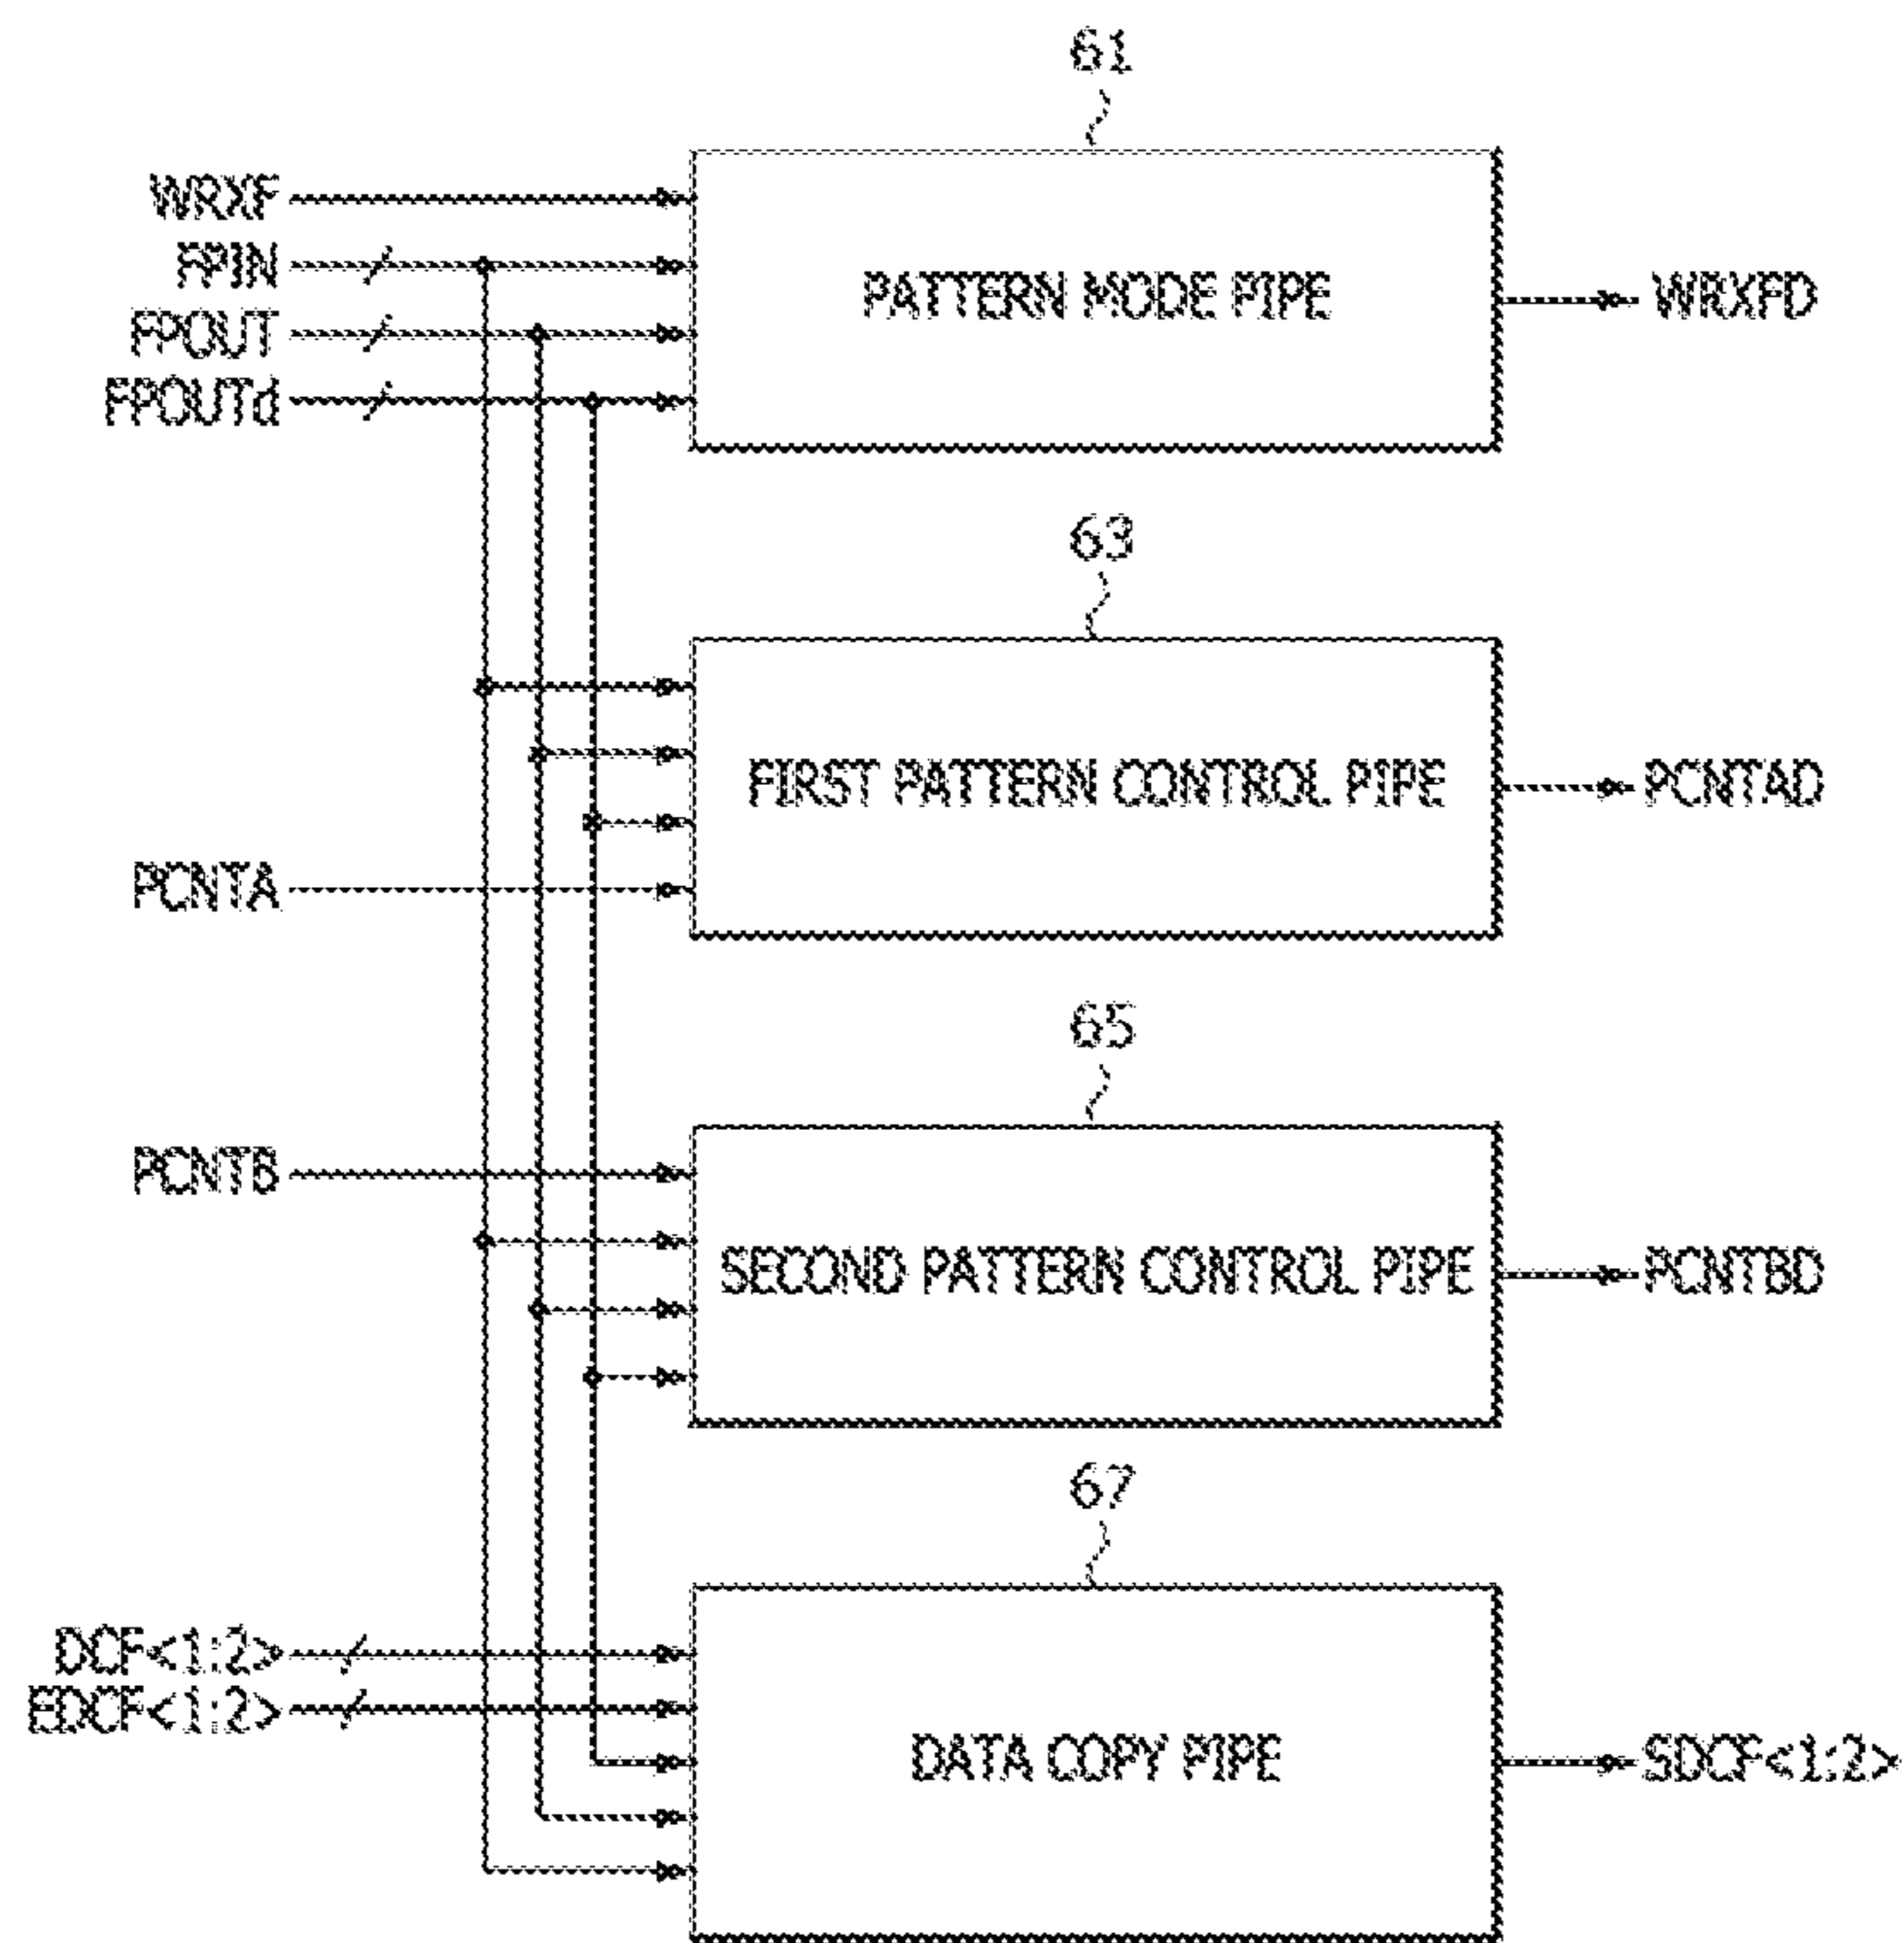 61
WRXF
FPIN
FPOUT
FPOUTd
PATTERN MODE PIPE
WRXFD
63
PCNTA
FIRST PATTERN CONTROL PIPE
PCNTAD
65
PCNTB
SECOND PATTERN CONTROL PIPE
PCNTBD
67
DCF<1:2>
EDCF<1:2>
DATA COPY PIPE
SDCF<1:2>